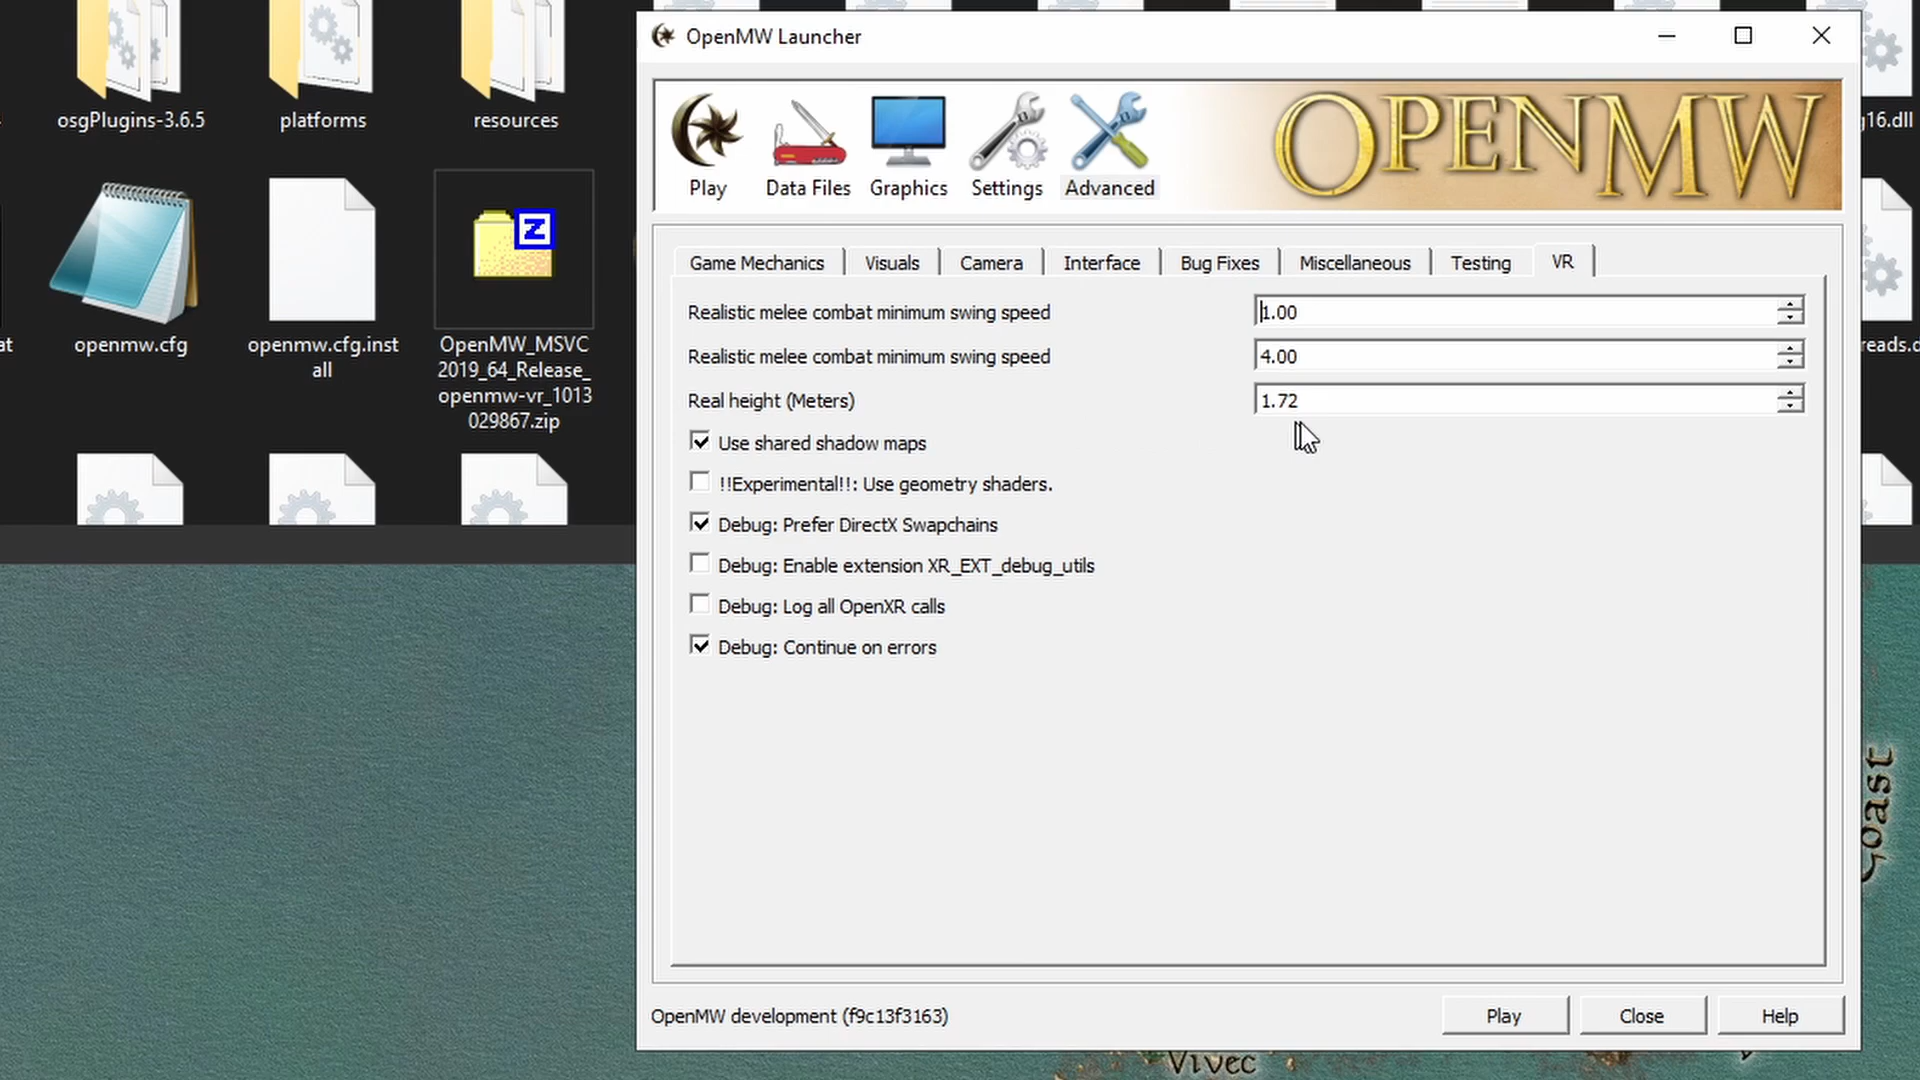 osgPlugins-3.6.5
platforms
resources
openmw.cfg
openmw.cfg.inst
all
OpenMW_MSVC
2019_64_Release_
openmw-vr_1013
029867.zip
OpenMW Launcher
Play
Data Files
Graphics
Settings
Advanced
OPENMW
Game Mechanics
Visuals
Camera
Interface
Bug Fixes
Miscellaneous
Testing
VR
Realistic melee combat minimum swing speed
1.00
Realistic melee combat minimum swing speed
4.00
Real height (Meters)
1.72
Use shared shadow maps
!!Experimental!!: Use geometry shaders.
Debug: Prefer DirectX Swapchains
Debug: Enable extension XR_EXT_debug_utils
Debug: Log all OpenXR calls
Debug: Continue on errors
OpenMW development (f9c13f3163)
Play
Close
Help
g16.dll
reads.d
Coast
Vivec